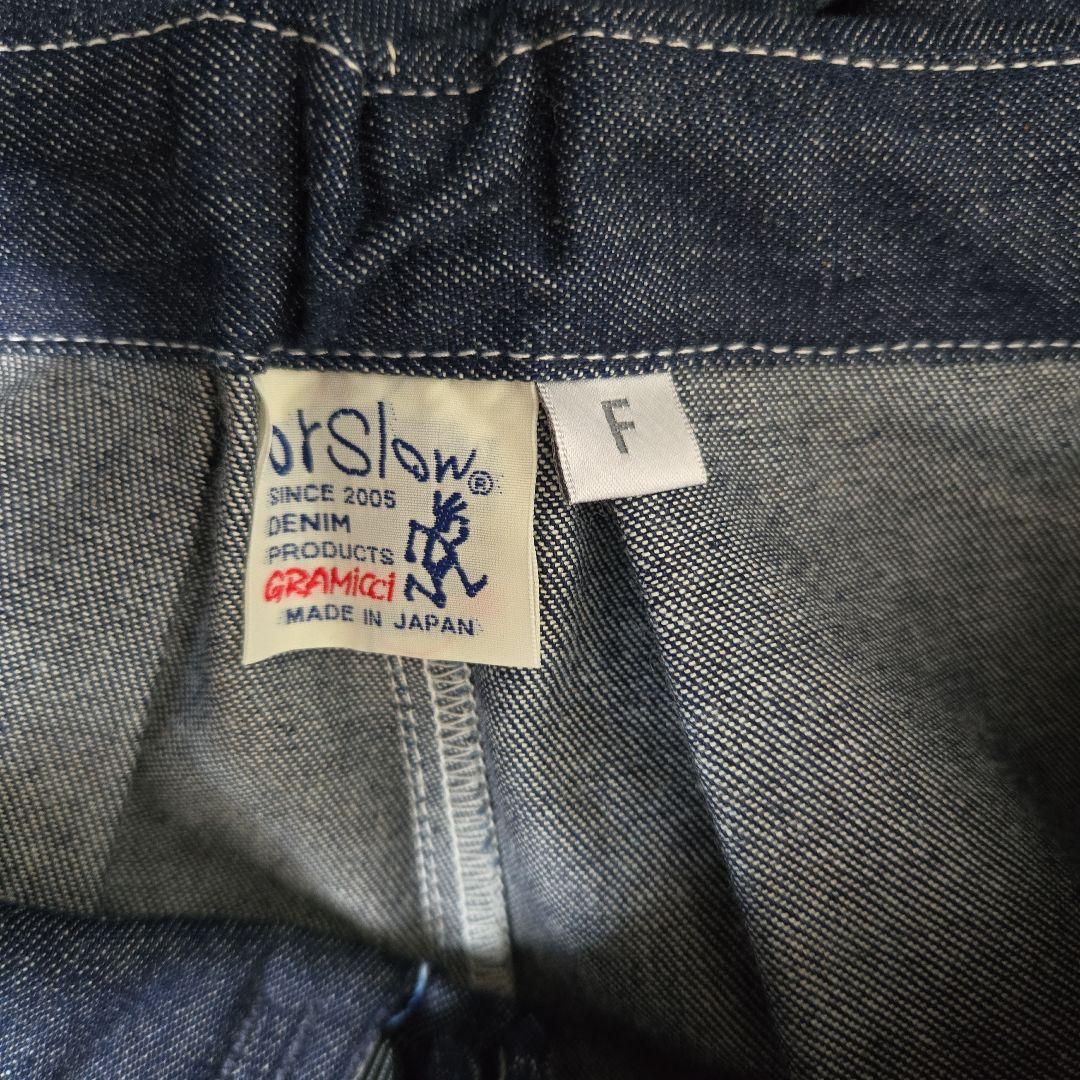 orSlow®
SINCE 2005
DENIM
PRODUCTS
GRAMicci
MADE IN JAPAN
F